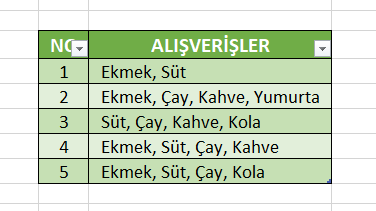 NO ALIŞVERİŞLER
1 Ekmek, Süt
2 Ekmek, Çay, Kahve, Yumurta
3 Süt, Çay, Kahve, Kola
4 Ekmek, Süt, Çay, Kahve
5 Ekmek, Süt, Çay, Kola